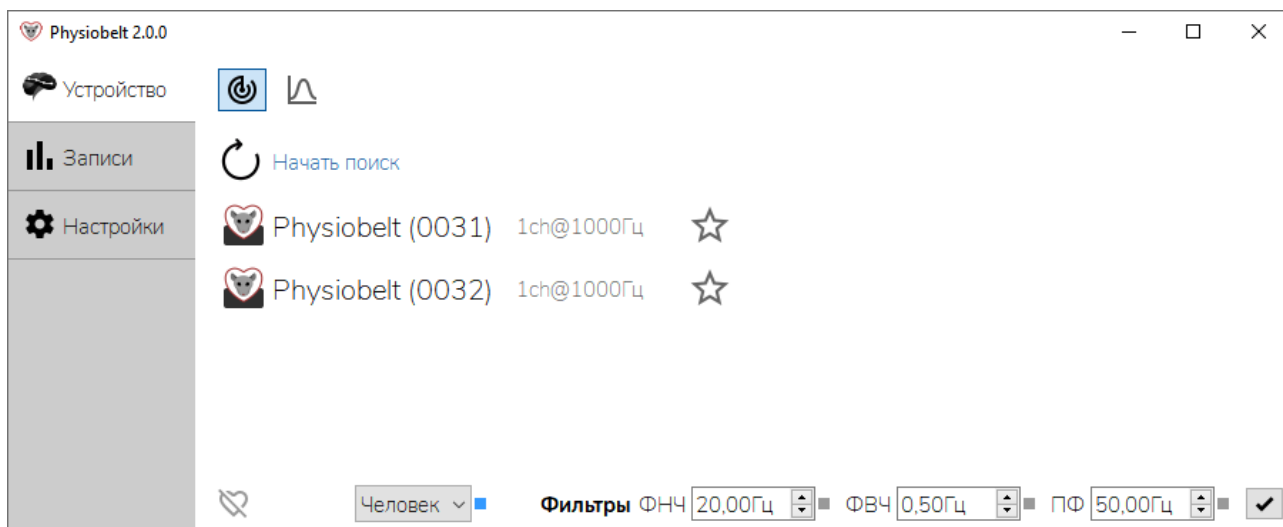 Physiobelt 2.0.0
Устройство
Записи
Настройки
Начать поиск
Physiobelt (0031) 1ch@1000Гц
Physiobelt (0032) 1ch@1000Гц
Человек Фильтры ФНЧ 20,00Гц ФВЧ 0,50Гц ПФ 50,00Гц